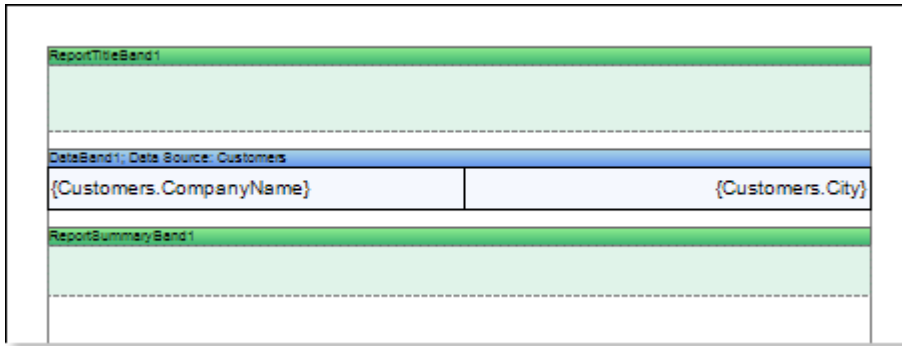 ReportTitleBand1
DataBand1; Data Source: Customers
{Customers.CompanyName} {Customers.City}
ReportSummaryBand1